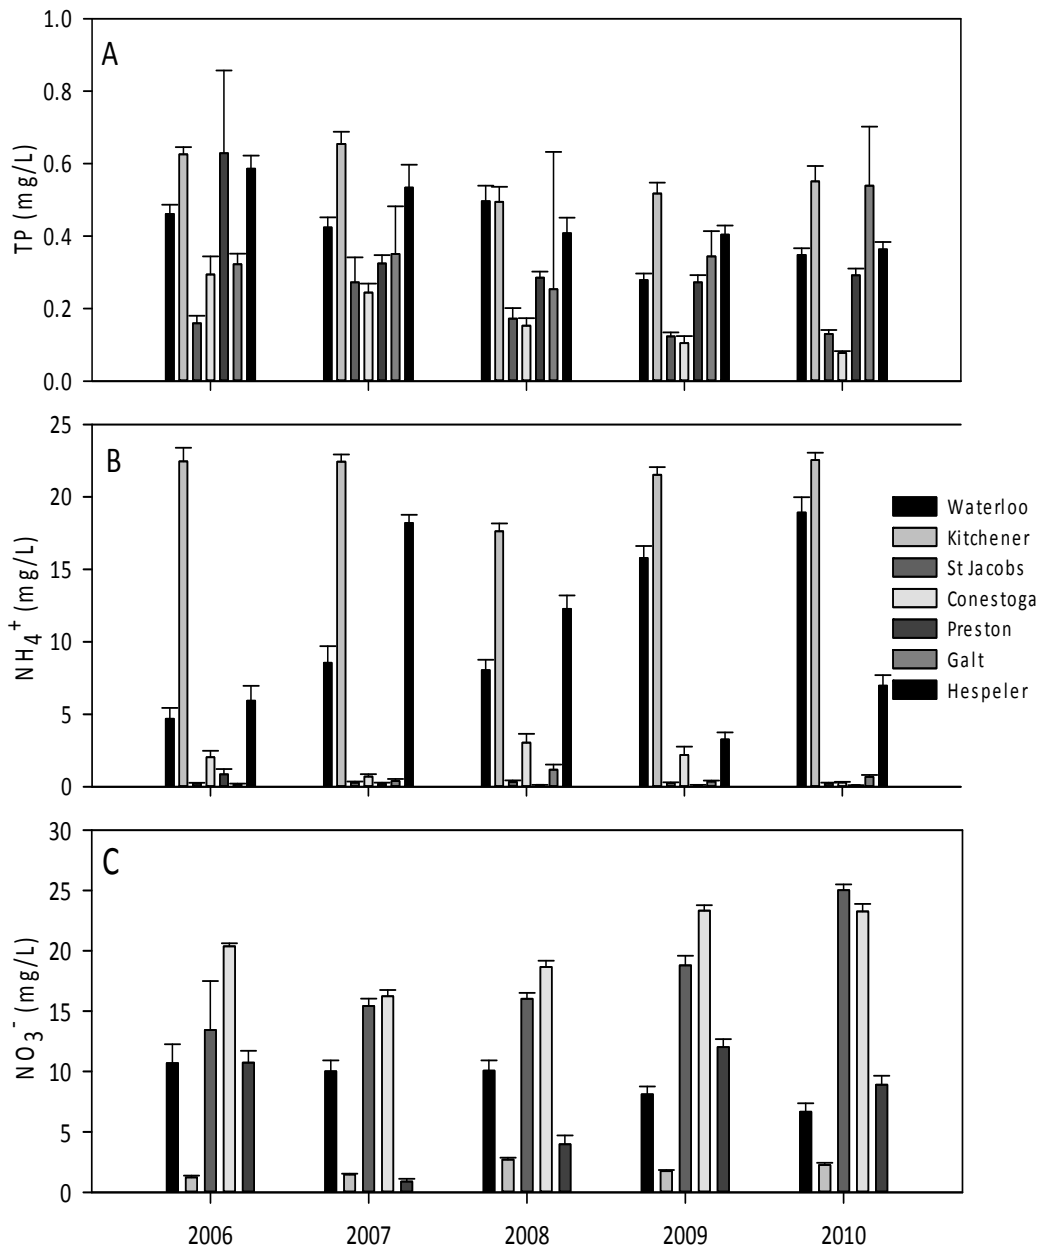 A
TP (mg/L)
1.0
0.8
0.6
0.4
0.2
0.0
B
NH4+ (mg/L)
25
20
15
10
5
0
Waterloo
Kitchener
St Jacobs
Conestoga
Preston
Galt
Hespeler
C
NO3- (mg/L)
30
25
20
15
10
5
0
2006 2007 2008 2009 2010